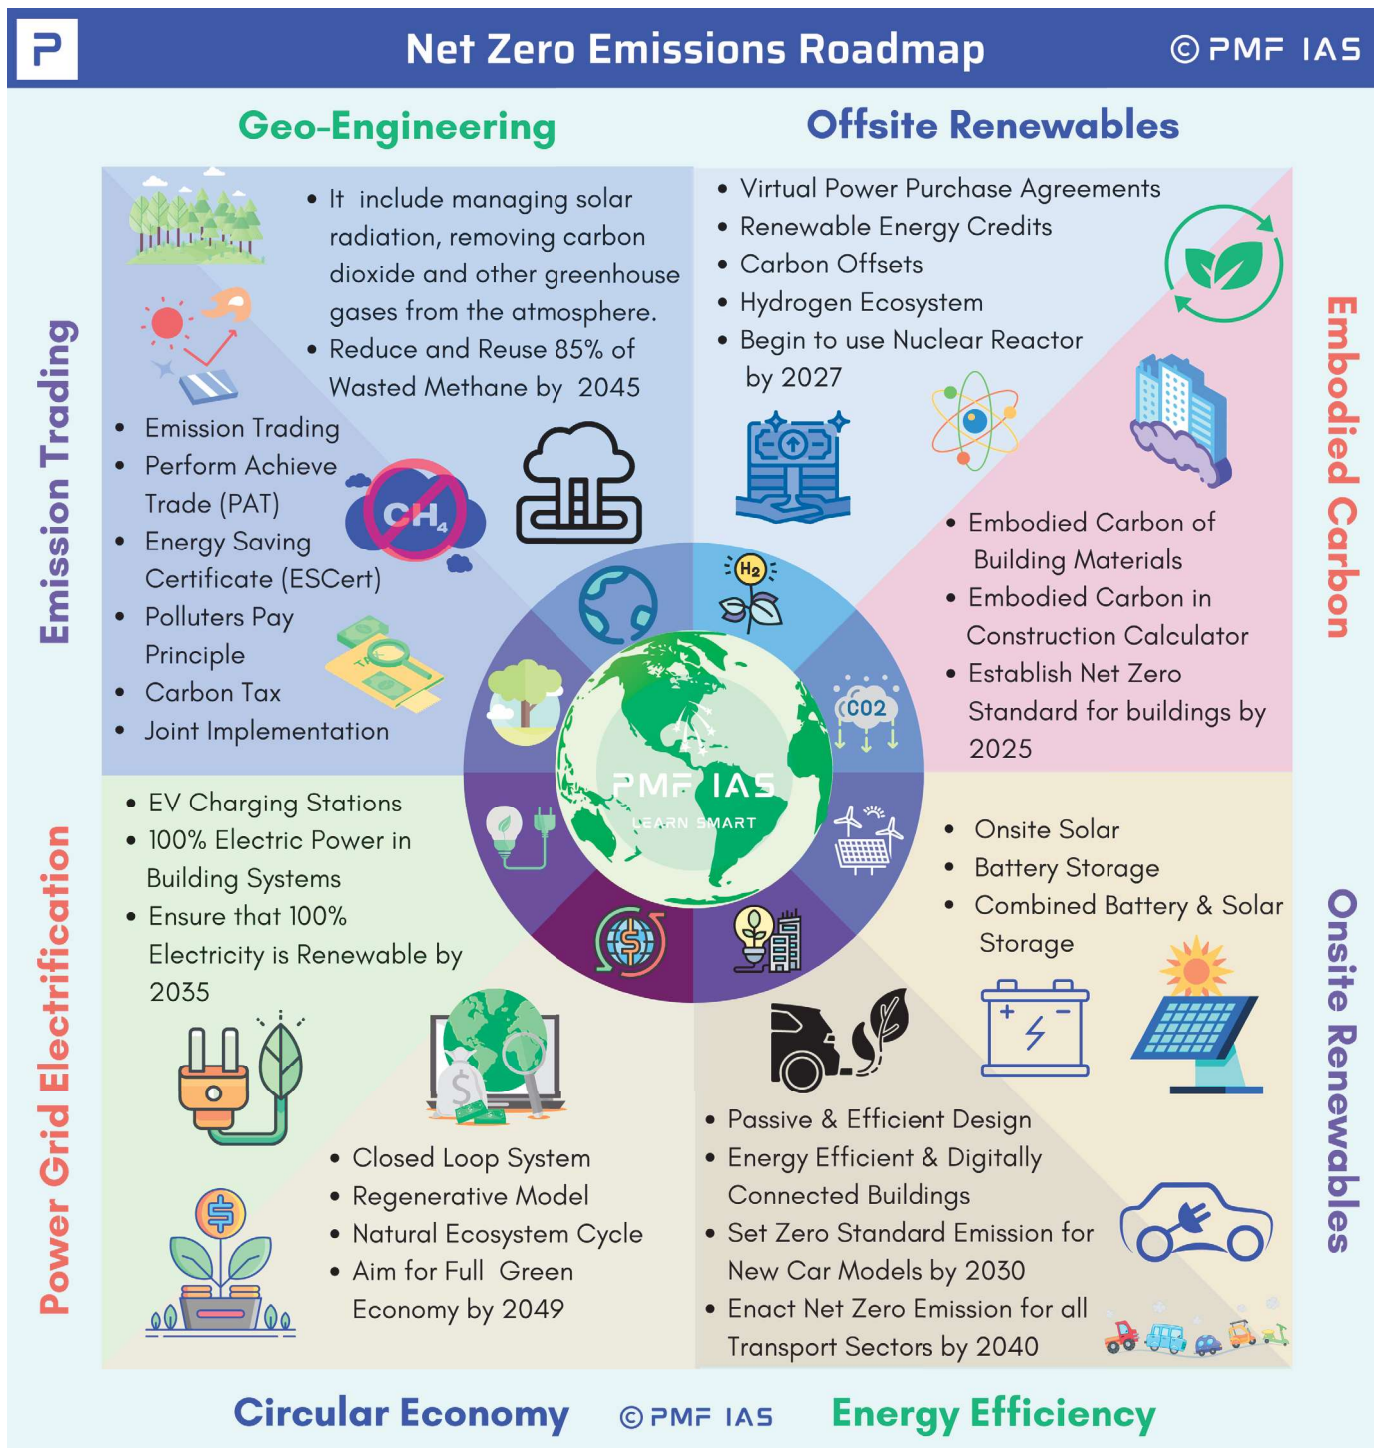 P
Net Zero Emissions Roadmap
© PMF IAS
Geo-Engineering
Offsite Renewables
• It include managing solar
radiation, removing carbon
dioxide and other greenhouse
gases from the atmosphere.
• Reduce and Reuse 85% of
Wasted Methane by 2045
• Virtual Power Purchase Agreements
• Renewable Energy Credits
• Carbon Offsets
• Hydrogen Ecosystem
• Begin to use Nuclear Reactor
by 2027
Emission Trading
• Emission Trading
• Perform Achieve
Trade (PAT)
• Energy Saving
Certificate (ESCert)
• Polluters Pay
Principle
• Carbon Tax
• Joint Implementation
CH4
TAX
H2
CO2
Embodied Carbon
• Embodied Carbon of
Building Materials
• Embodied Carbon in
Construction Calculator
• Establish Net Zero
Standard for buildings by
2025
PMF IAS
LEARN SMART
Power Grid Electrification
• EV Charging Stations
• 100% Electric Power in
Building Systems
• Ensure that 100%
Electricity is Renewable by
2035
Onsite Renewables
• Onsite Solar
• Battery Storage
• Combined Battery & Solar
Storage
• Closed Loop System
• Regenerative Model
• Natural Ecosystem Cycle
• Aim for Full Green
Economy by 2049
• Passive & Efficient Design
• Energy Efficient & Digitally
Connected Buildings
• Set Zero Standard Emission for
New Car Models by 2030
• Enact Net Zero Emission for all
Transport Sectors by 2040
Circular Economy
© PMF IAS
Energy Efficiency